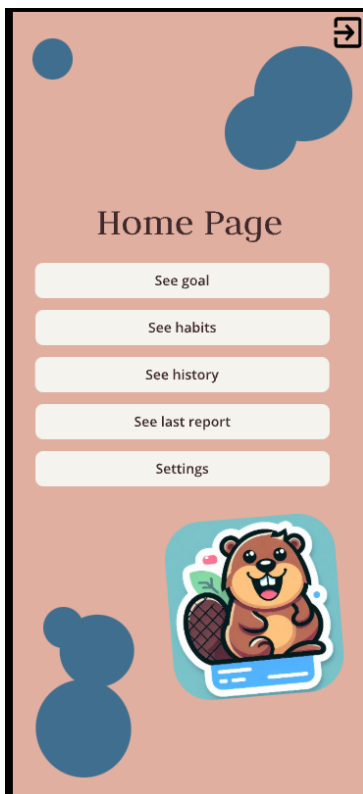 Home Page
See goal
See habits
See history
See last report
Settings